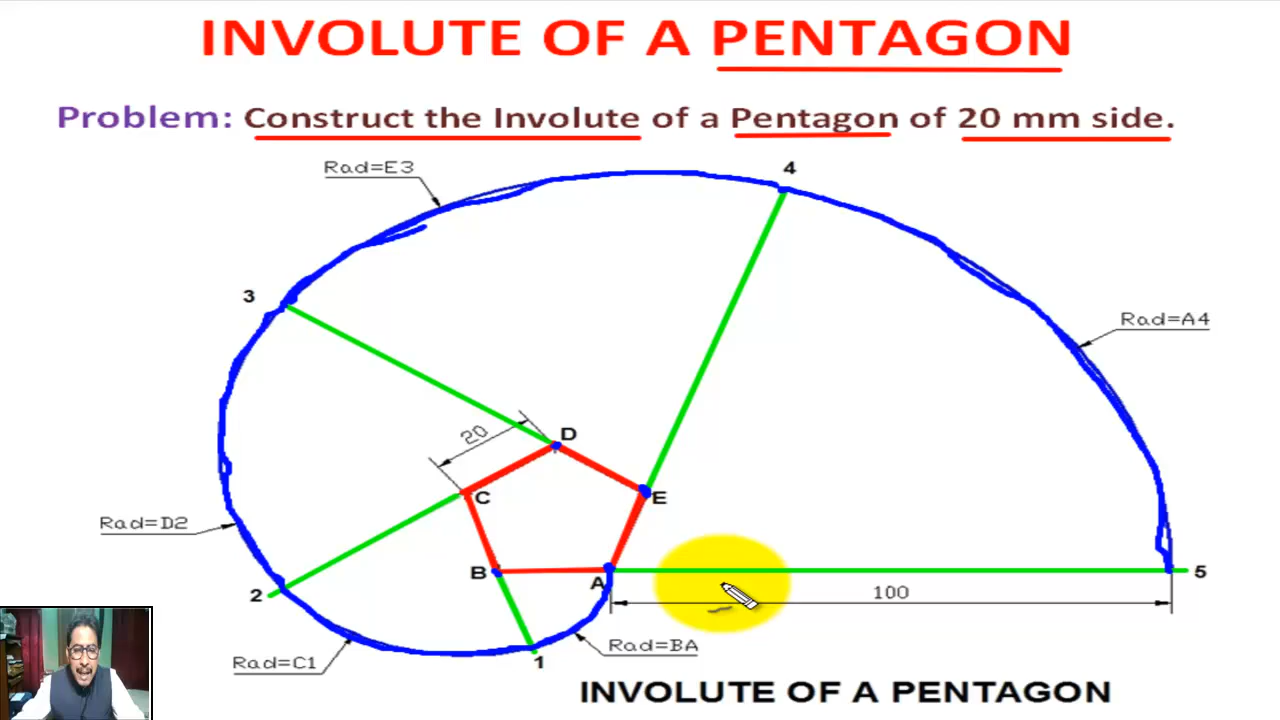 INVOLUTE OF A PENTAGON
Problem: Construct the Involute of a Pentagon of 20 mm side.
Rad=E3
4
3
Rad=A4
20
D
C
E
Rad=D2
B
A
5
100
2
1
Rad=BA
Rad=C1
INVOLUTE OF A PENTAGON